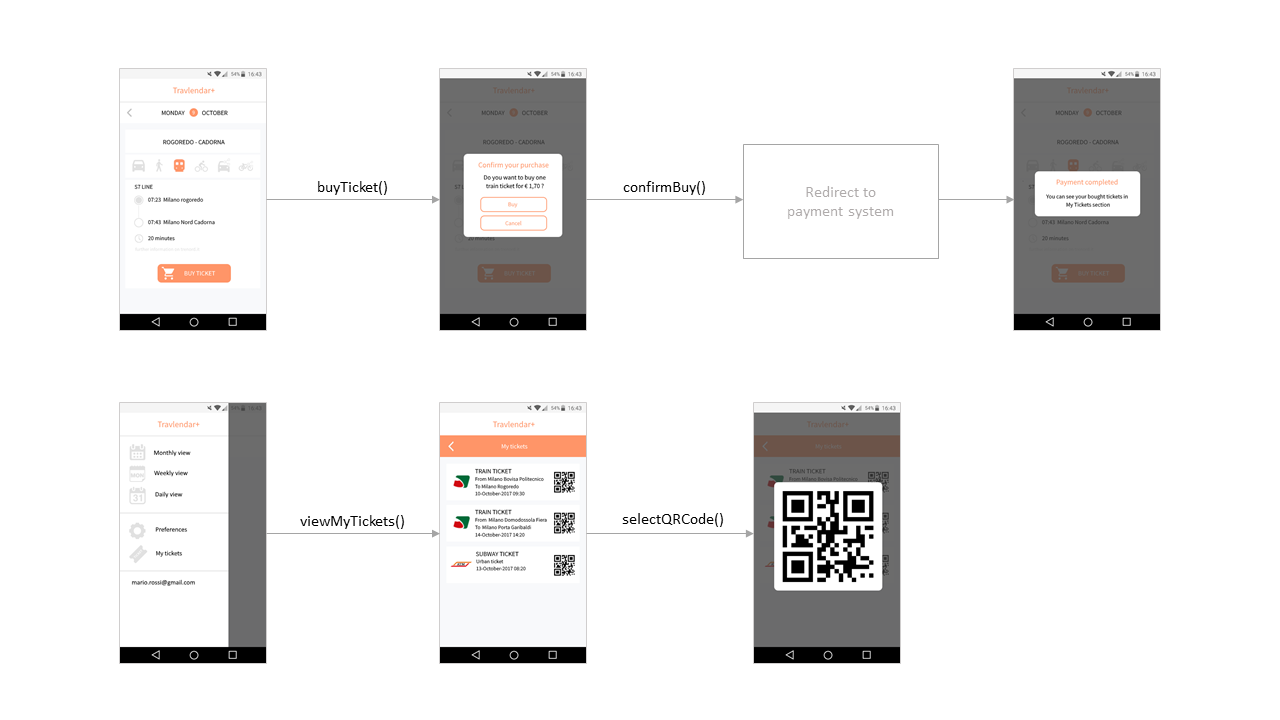 54% 16:43
Travlendar+
MONDAY 9 OCTOBER
ROGOREDO - CADORNA
S7 LINE
07:23 Milano rogoredo
07:43 Milano Nord Cadorna
20 minutes
BUY TICKET
buyTicket()
54% 16:43
Travlendar+
MONDAY OCTOBER
ROGOREDO - CADORNA
Confirm your purchase
Do you want to buy one
train ticket for € 1,70 ?
Buy
Cancel
BUY TICKET
confirmBuy()
Redirect to
payment system
54% 16:43
Travlendar+
MONDAY OCTOBER
ROGOREDO - CADORNA
Payment completed
You can see your bought tickets in
My Tickets section
07:43 Milano Nord Cadorna
20 minutes
BUY TICKET
54% 16:43
Travlendar+
Monthly view
Weekly view
31
Daily view
Preferences
My tickets
mario.rossi@gmail.com
viewMyTickets()
54% 16:43
Travlendar+
My tickets
TRAIN TICKET
From Milano Bovisa Politecnico
To Milano Rogoredo
10-October-2017 09:30
TRAIN TICKET
From Milano Domodossola Fiera
To Milano Porta Garibaldi
14-October-2017 14:20
SUBWAY TICKET
Urban ticket
13-October-2017 08:20
selectQRCode()
54% 16:43
Travlendar+
My tickets
TRAIN TICKET
From Milano Bovisa Politecnico